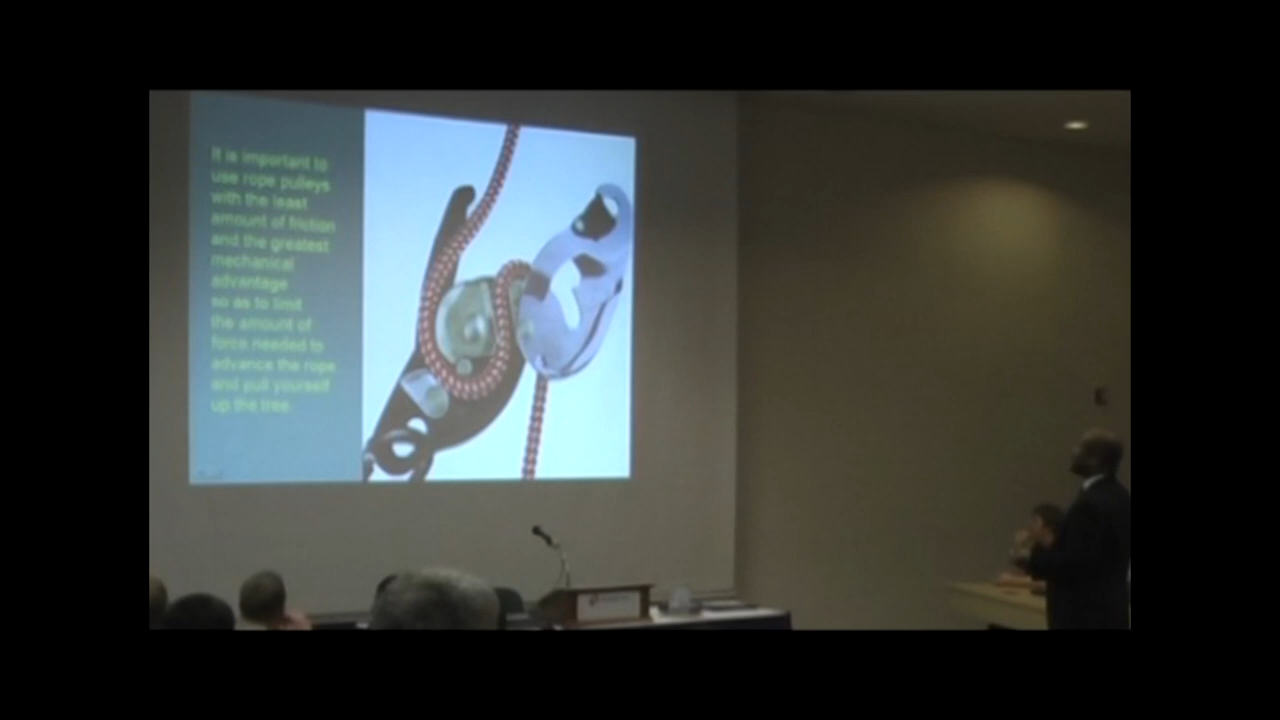 It is important to
use rope pulleys
with the least
amount of friction
and the greatest
mechanical
advantage
so as to limit
the amount of
force needed to
advance the rope
and pull yourself
up the tree.